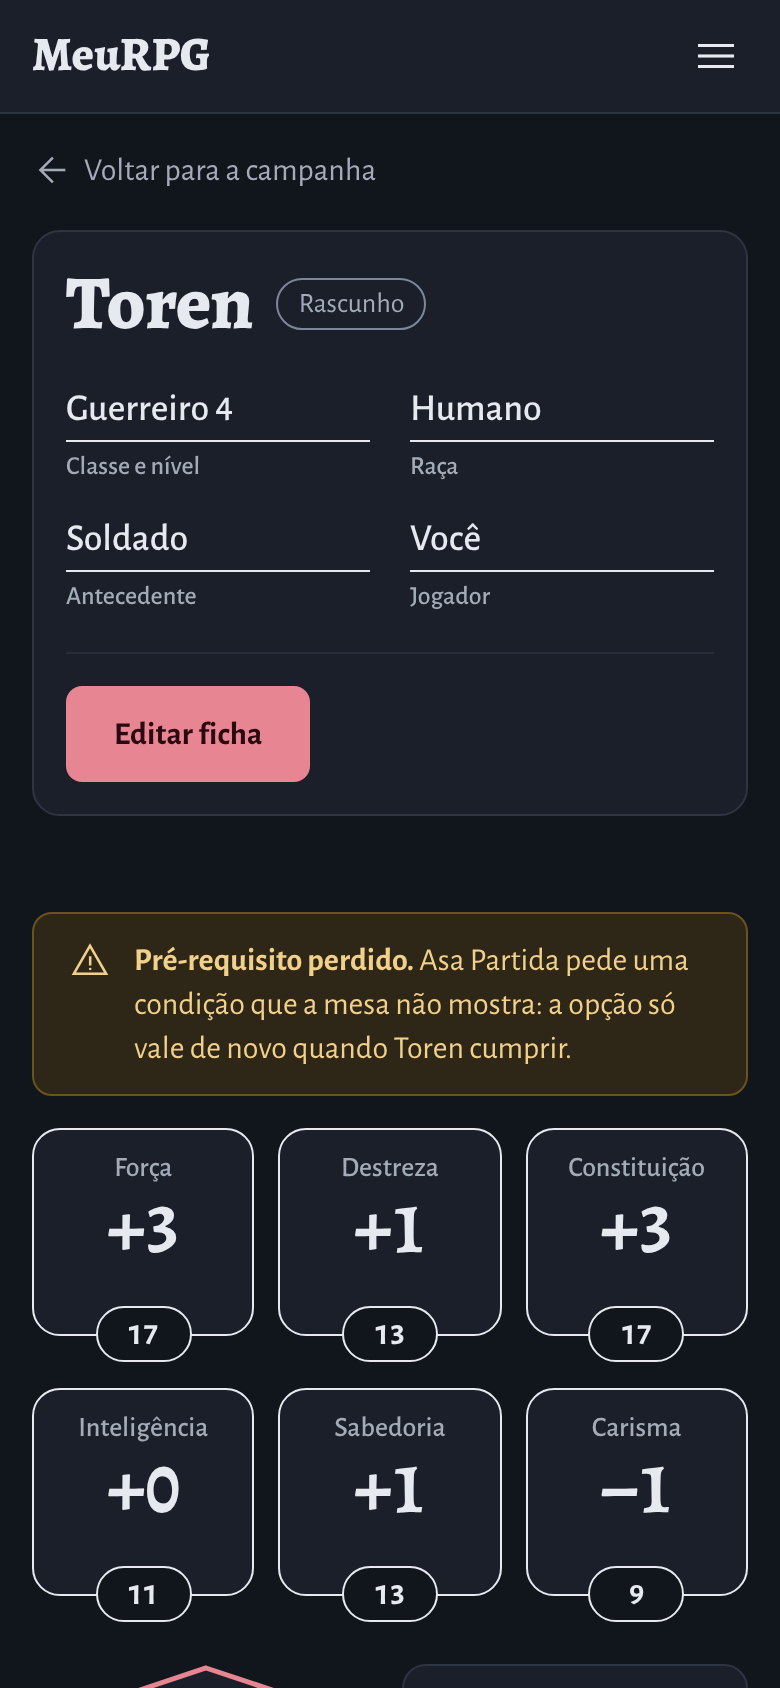 MeuRPG
Voltar para a campanha
Toren
Rascunho
Guerreiro 4
Humano
Classe e nível
Raça
Soldado
Você
Antecedente
Jogador
Editar ficha
Pré-requisito perdido. Asa Partida pede uma
condição que a mesa não mostra: a opção só
vale de novo quando Toren cumprir.
Força
Destreza
Constituição
+3
+1
+3
17
13
17
Inteligência
Sabedoria
Carisma
+0
+1
−1
11
13
9